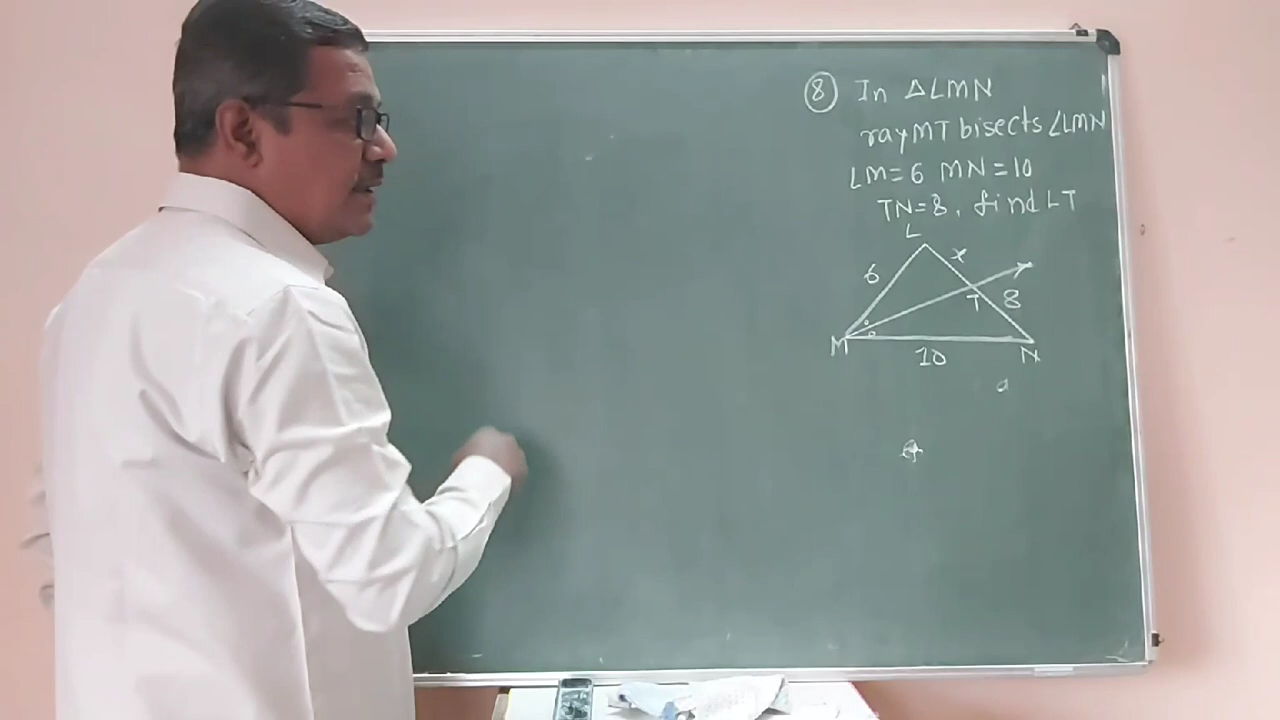 ⑧ In △LMN
ray MT bisects ∠LMN
LM=6 MN=10
TN=8, find LT
L
x
6
T
8
M
10
N